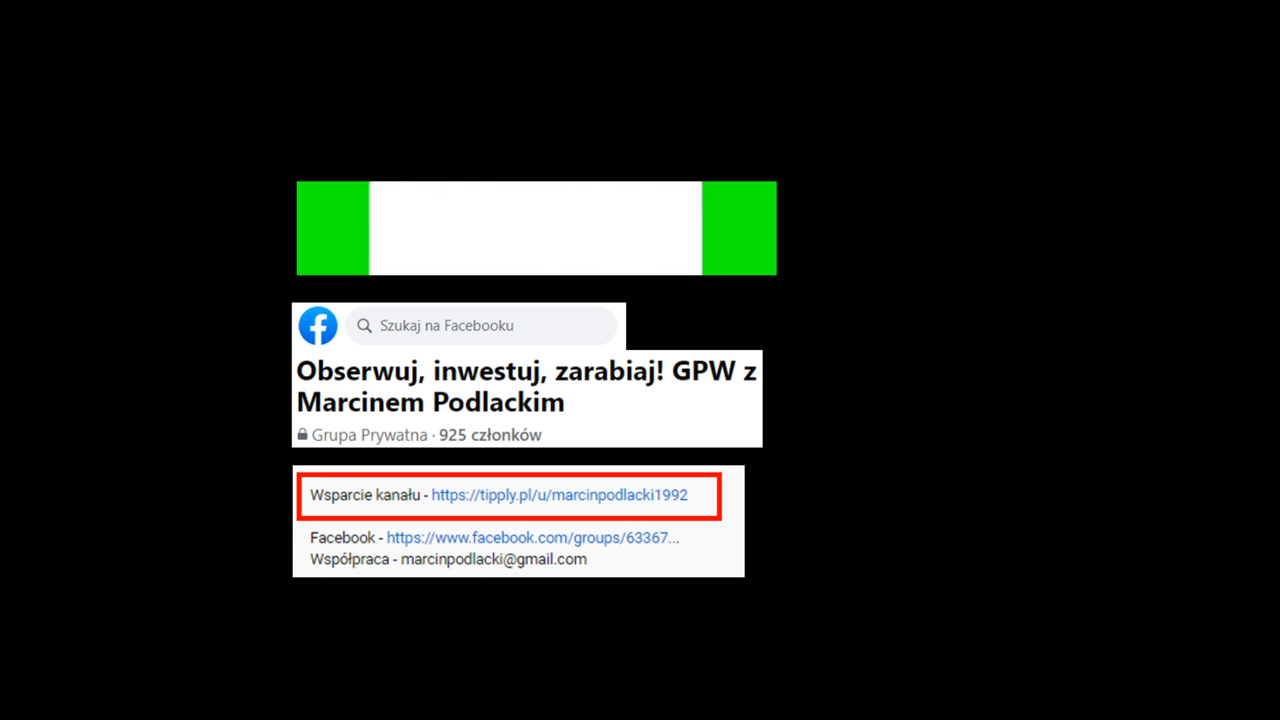 Szukaj na Facebooku
Obserwuj, inwestuj, zarabiaj! GPW z
Marcinem Podlackim
Grupa Prywatna · 925 członków
Wsparcie kanału - https://tipply.pl/u/marcinpodlacki1992
Facebook - https://www.facebook.com/groups/63367...
Współpraca - marcinpodlacki@gmail.com